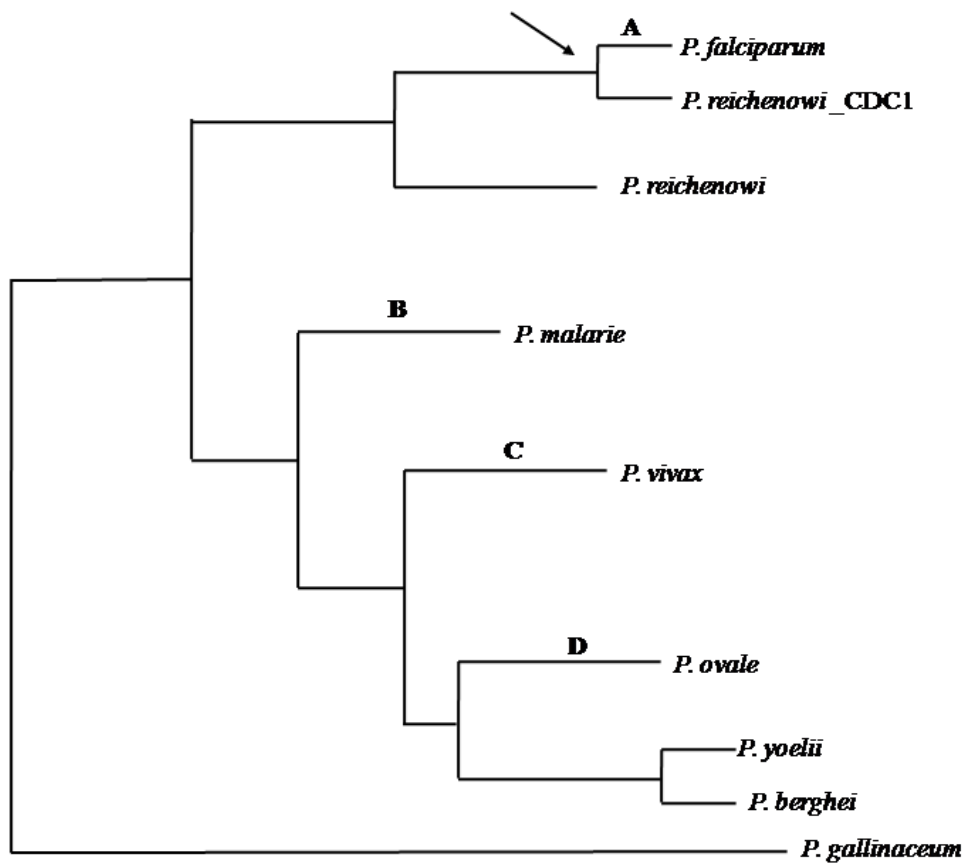 A
P. falciparum
P. reichenowi_CDC1
P. reichenowi
B
P. malarie
C
P. vivax
D
P. ovale
P. yoelii
P. berghei
P. gallinaceum